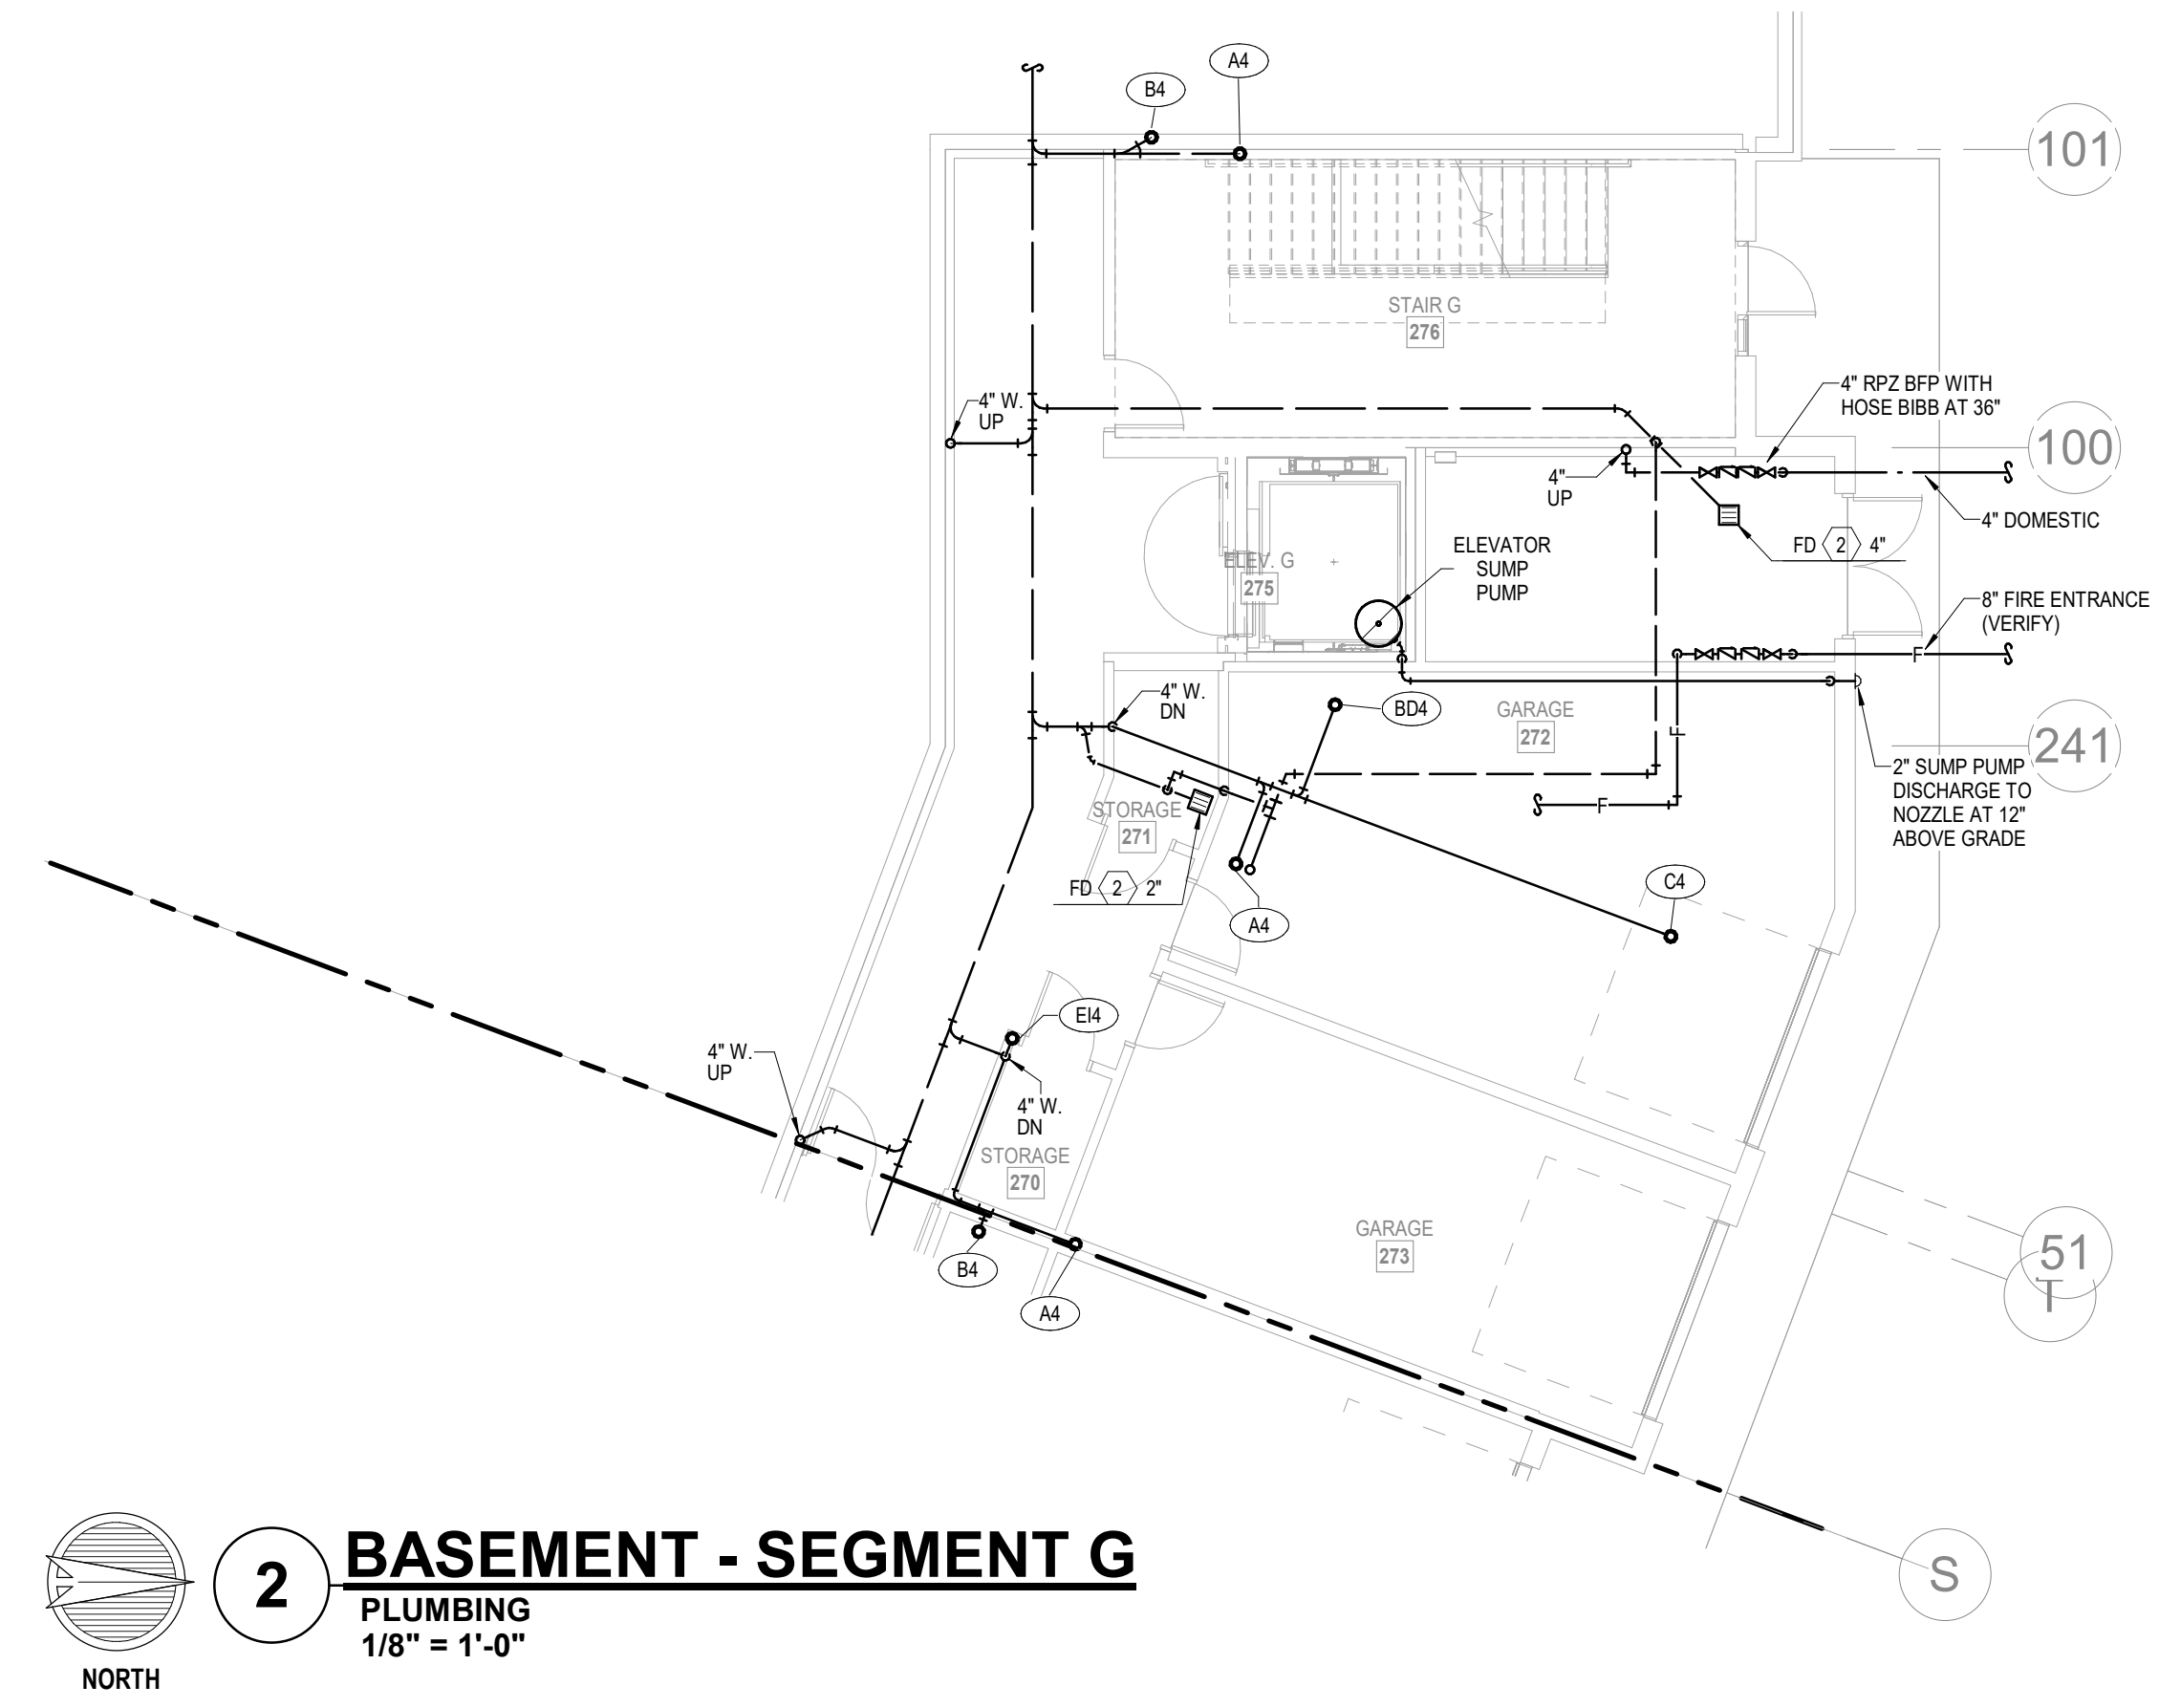 A4
B4
101
STAIR G
276
4" RPZ BFP WITH
HOSE BIBB AT 36"
4" W.
UP
100
4"
UP
4" DOMESTIC
ELEVATOR
SUMP
PUMP
FD 2 4"
ELEV. G
275
8" FIRE ENTRANCE
(VERIFY)
F
4" W.
DN
BD4
GARAGE
272
F
241
2" SUMP PUMP
DISCHARGE TO
NOZZLE AT 12"
ABOVE GRADE
F
STORAGE
271
FD 2 2"
C4
A4
EI4
4" W.
UP
4" W.
DN
STORAGE
270
GARAGE
273
B4
A4
51
T
S
2
BASEMENT - SEGMENT G
PLUMBING
1/8" = 1'-0"
NORTH